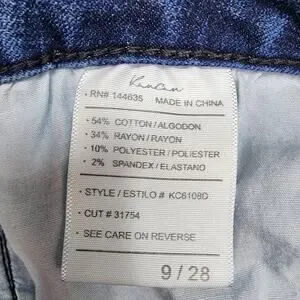 KanCan
• RN# 144635 MADE IN CHINA
• 54% COTTON / ALGODON
• 34% RAYON / RAYON
• 10% POLYESTER / POLIESTER
• 2% SPANDEX / ELASTANO
• STYLE / ESTILO # KC6108D
• CUT # 31754
• SEE CARE ON REVERSE
9 / 28